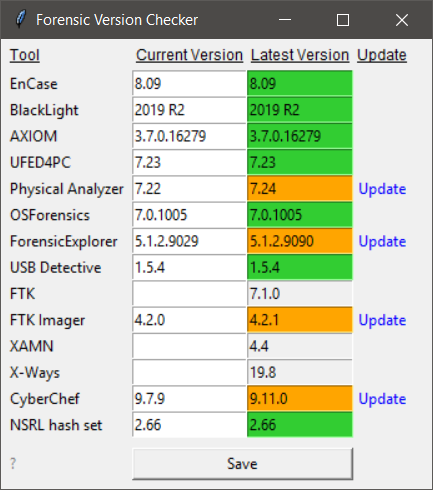 Forensic Version Checker
Tool Current Version Latest Version Update
EnCase 8.09 8.09
BlackLight 2019 R2 2019 R2
AXIOM 3.7.0.16279 3.7.0.16279
UFED4PC 7.23 7.23
Physical Analyzer 7.22 7.24 Update
OSForensics 7.0.1005 7.0.1005
ForensicExplorer 5.1.2.9029 5.1.2.9090 Update
USB Detective 1.5.4 1.5.4
FTK 7.1.0
FTK Imager 4.2.0 4.2.1 Update
XAMN 4.4
X-Ways 19.8
CyberChef 9.7.9 9.11.0 Update
NSRL hash set 2.66 2.66
? Save